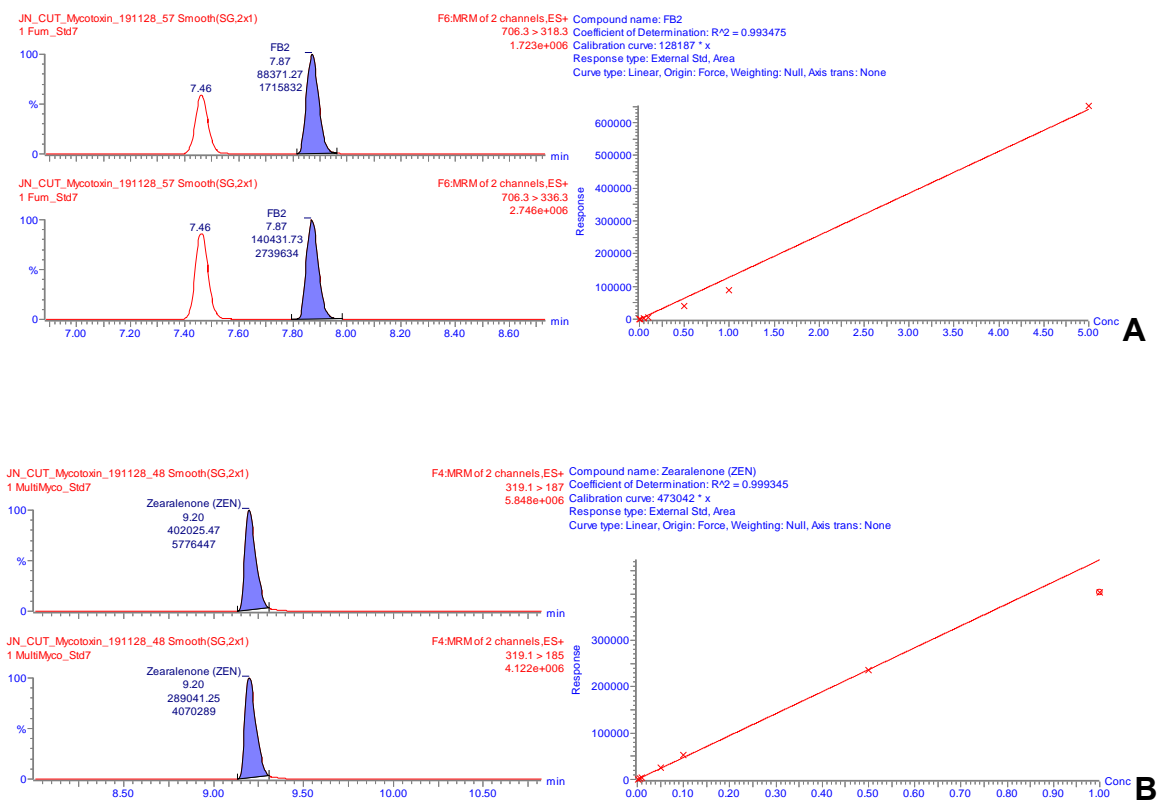 JN_CUT_Mycotoxin_191128_57 Smooth(SG,2x1)
1 Fum_Std7
F6:MRM of 2 channels,ES+
706.3 > 318.3
1.723e+006
100
%
0
7.46
FB2
7.87
88371.27
1715832
min
JN_CUT_Mycotoxin_191128_57 Smooth(SG,2x1)
1 Fum_Std7
F6:MRM of 2 channels,ES+
706.3 > 336.3
2.746e+006
100
%
0
7.46
FB2
7.87
140431.73
2739634
min
7.00 7.20 7.40 7.60 7.80 8.00 8.20 8.40 8.60
Compound name: FB2
Coefficient of Determination: R^2 = 0.993475
Calibration curve: 128187 * x
Response type: External Std, Area
Curve type: Linear, Origin: Force, Weighting: Null, Axis trans: None
Response
600000
500000
400000
300000
200000
100000
0
0.00 0.50 1.00 1.50 2.00 2.50 3.00 3.50 4.00 4.50 5.00
Conc
A
JN_CUT_Mycotoxin_191128_48 Smooth(SG,2x1)
1 MultiMyco_Std7
F4:MRM of 2 channels,ES+
319.1 > 187
5.848e+006
100
%
0
Zearalenone (ZEN)
9.20
402025.47
5776447
min
JN_CUT_Mycotoxin_191128_48 Smooth(SG,2x1)
1 MultiMyco_Std7
F4:MRM of 2 channels,ES+
319.1 > 185
4.122e+006
100
%
0
Zearalenone (ZEN)
9.20
289041.25
4070289
min
8.50 9.00 9.50 10.00 10.50
Compound name: Zearalenone (ZEN)
Coefficient of Determination: R^2 = 0.999345
Calibration curve: 473042 * x
Response type: External Std, Area
Curve type: Linear, Origin: Force, Weighting: Null, Axis trans: None
Response
300000
200000
100000
0
0.00 0.10 0.20 0.30 0.40 0.50 0.60 0.70 0.80 0.90 1.00
Conc
B